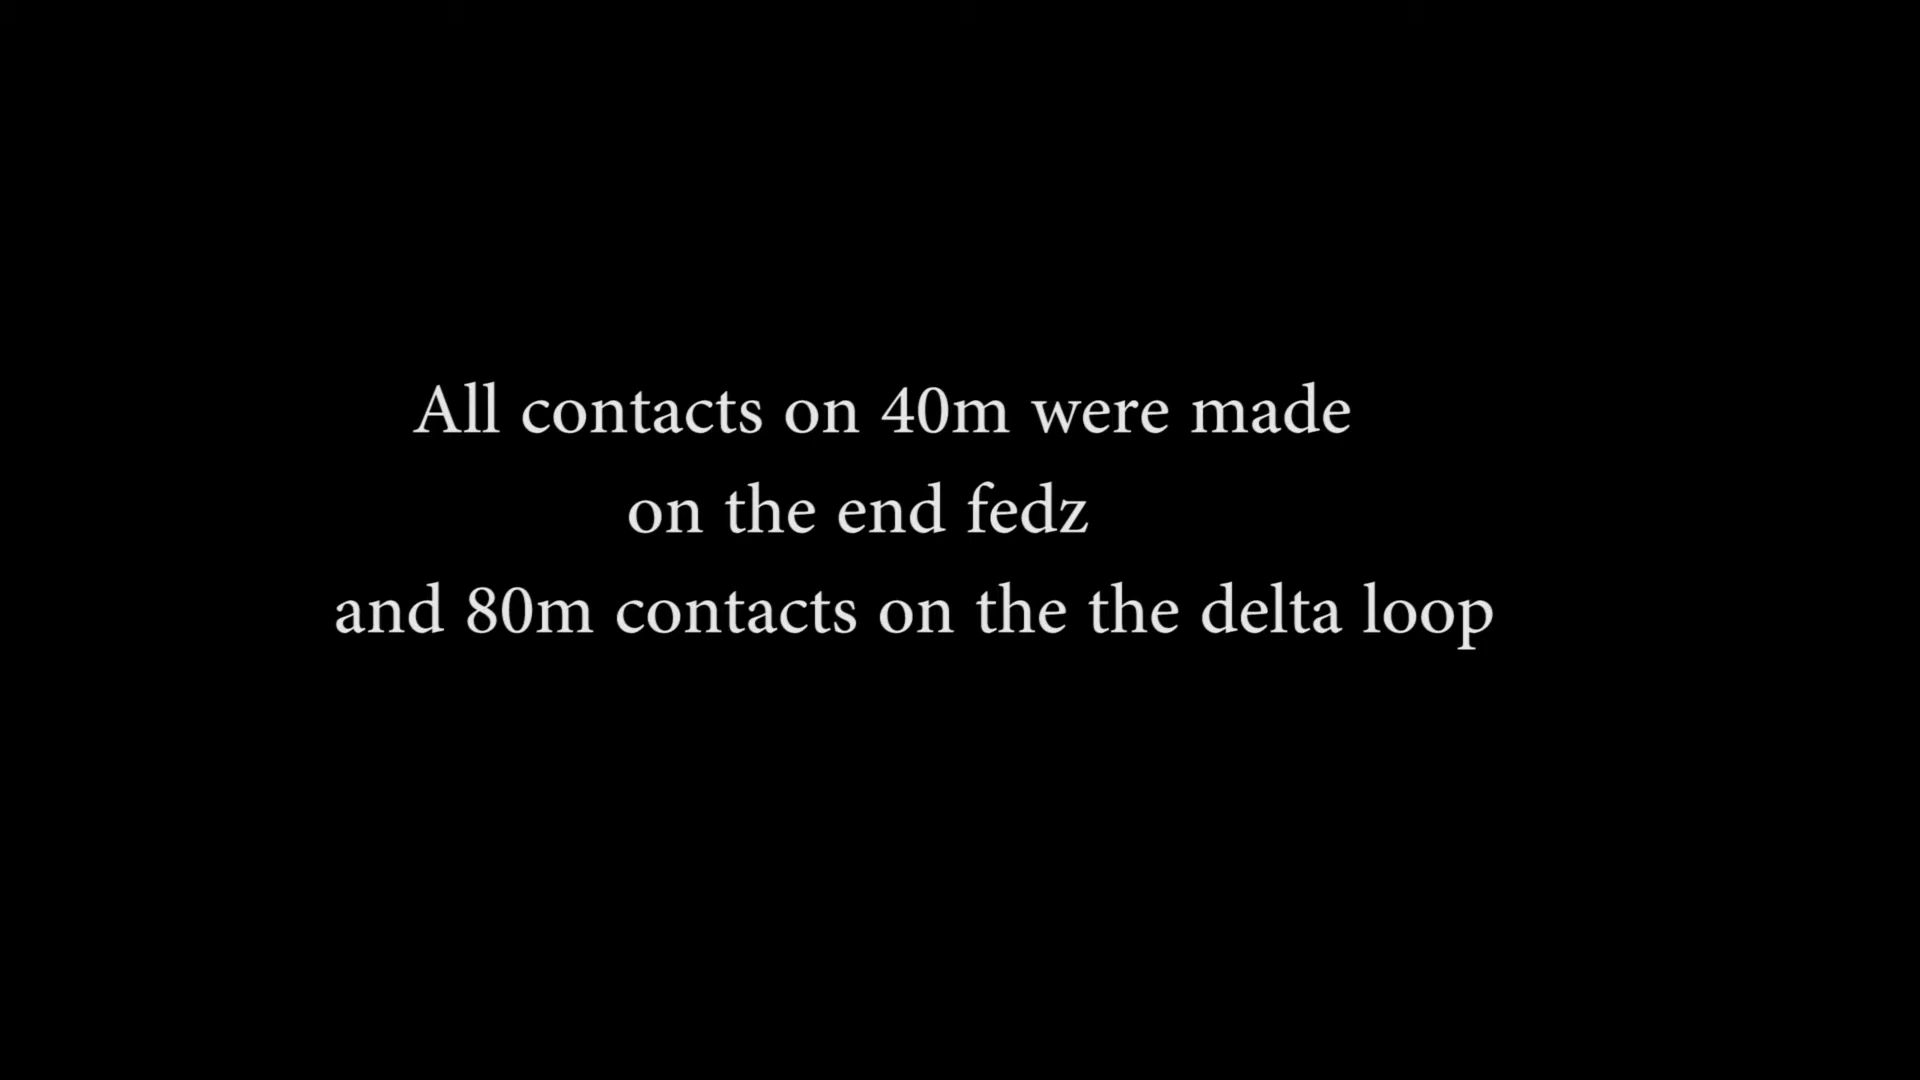 All contacts on 40m were made
on the end fedz
and 80m contacts on the the delta loop